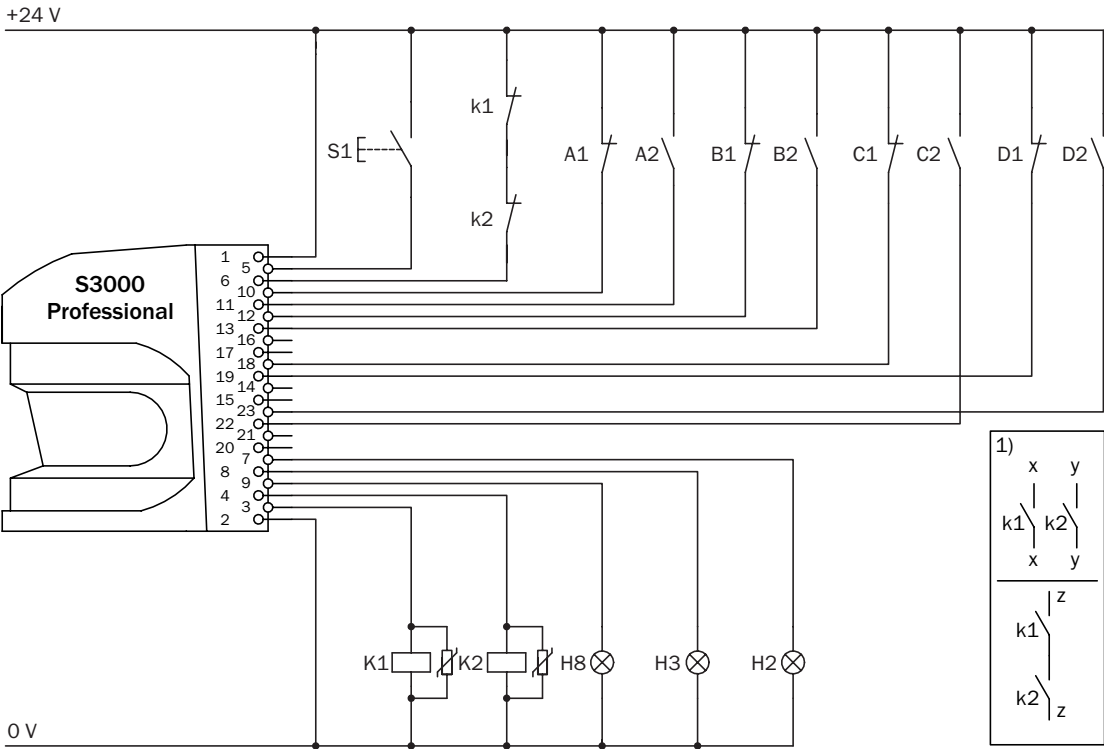 +24 V
k1
S1
A1 A2 B1 B2 C1 C2 D1 D2
k2
S3000
Professional
1
5
6
10
11
12
13
16
17
18
19
14
15
23
22
21
20
7
8
9
4
3
2
1)
x y
k1 k2
x y
z
k1
k2
z
K1 K2 H8 H3 H2
0 V